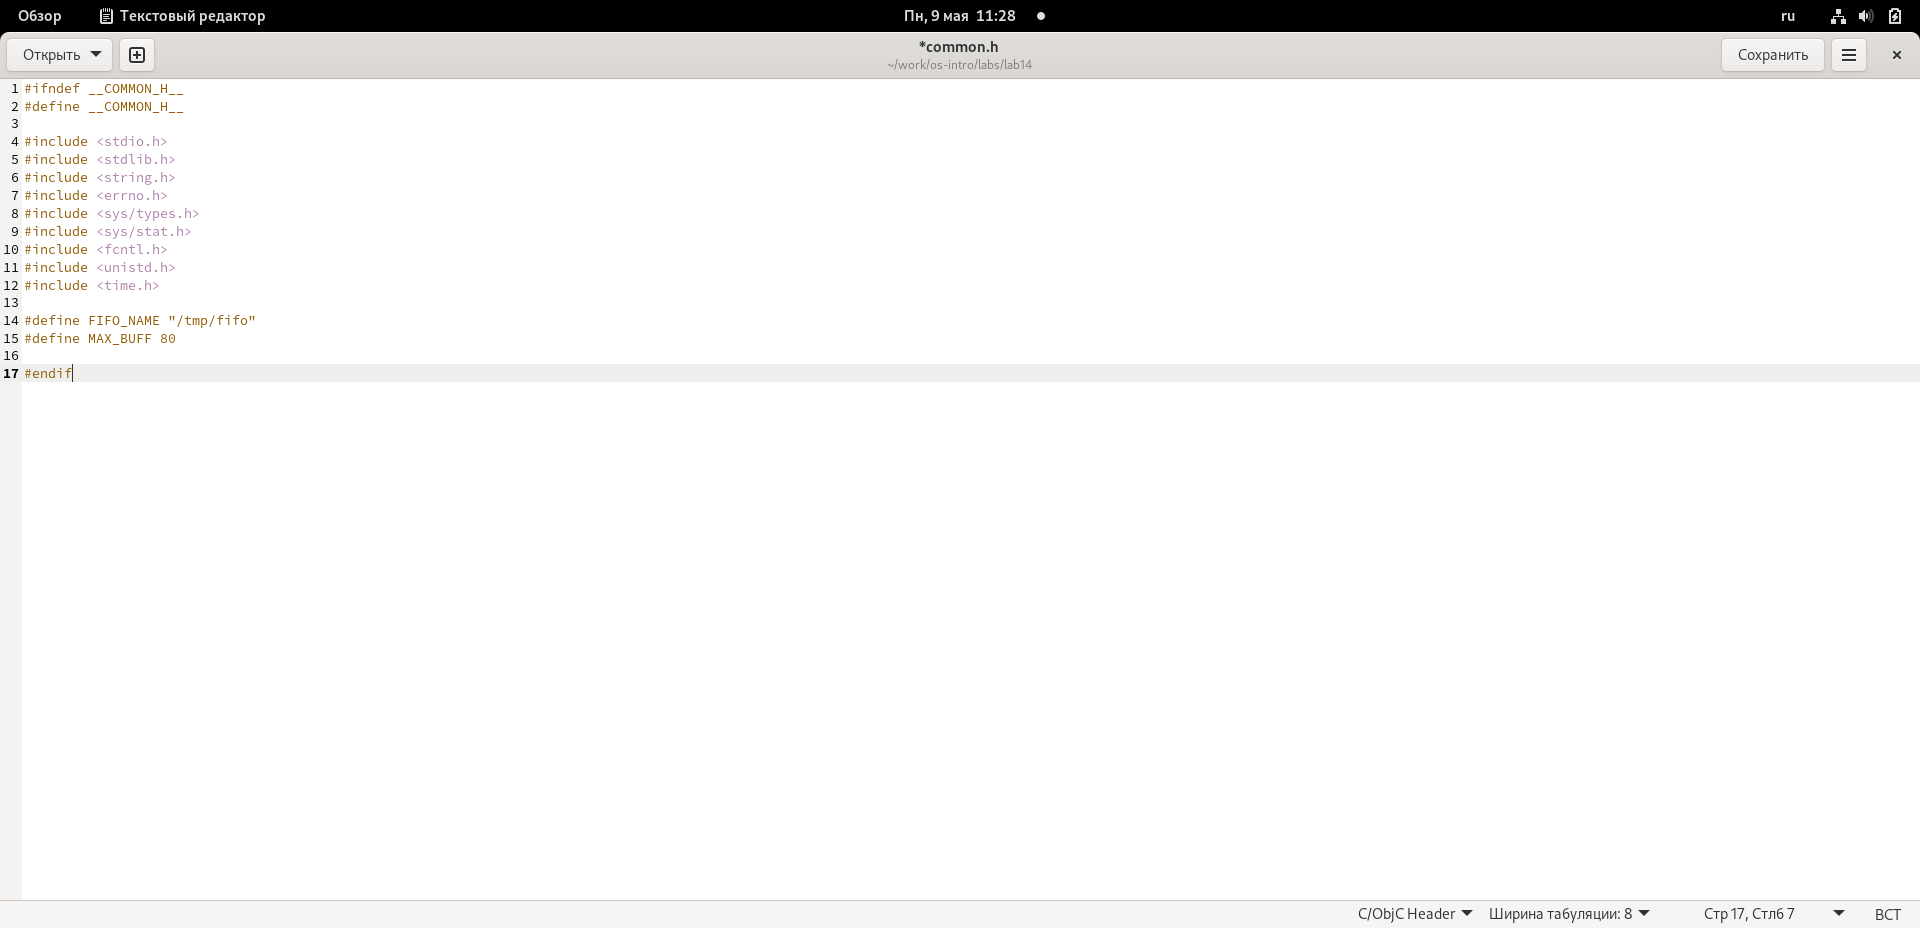 Обзор Текстовый редактор Пн, 9 мая 11:28 ru
Открыть *common.h Сохранить
~/work/os-intro/labs/lab14
1 #ifndef __COMMON_H__
2 #define __COMMON_H__
3
4 #include <stdio.h>
5 #include <stdlib.h>
6 #include <string.h>
7 #include <errno.h>
8 #include <sys/types.h>
9 #include <sys/stat.h>
10 #include <fcntl.h>
11 #include <unistd.h>
12 #include <time.h>
13
14 #define FIFO_NAME "/tmp/fifo"
15 #define MAX_BUFF 80
16
17 #endif
C/ObjC Header Ширина табуляции: 8 Стр 17, Стлб 7 ВСТ